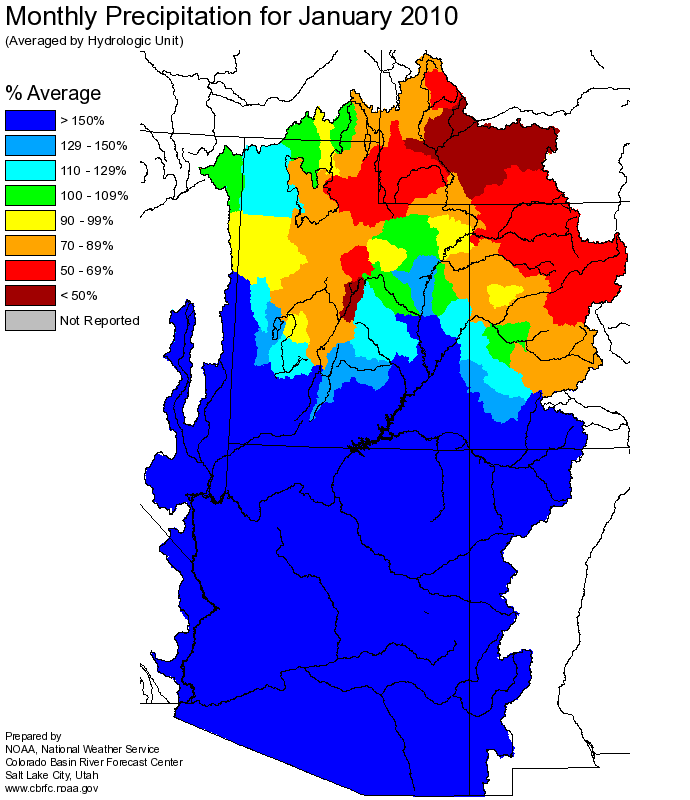 Monthly Precipitation for January 2010
(Averaged by Hydrologic Unit)
% Average
> 150%
129 - 150%
110 - 129%
100 - 109%
90 - 99%
70 - 89%
50 - 69%
< 50%
Not Reported
Prepared by
NOAA, National Weather Service
Colorado Basin River Forecast Center
Salt Lake City, Utah
www.cbrfc.noaa.gov